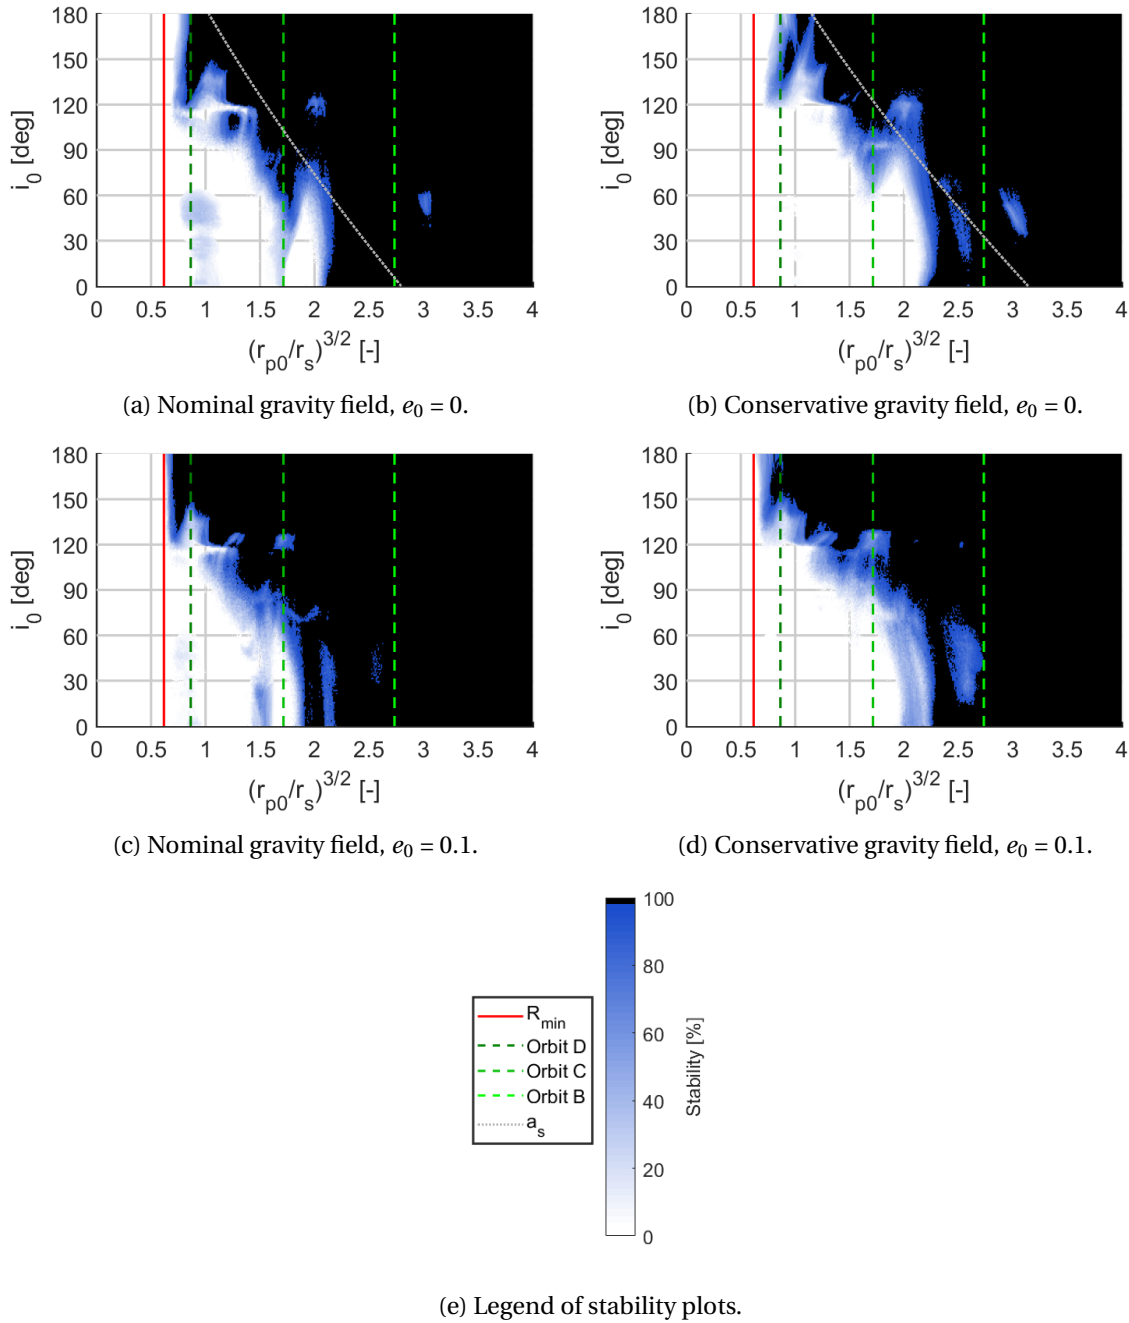 180
150
120
90
60
30
0
i0 [deg]
0 0.5 1 1.5 2 2.5 3 3.5 4
(rp0/rs)3/2 [-]
(a) Nominal gravity field, e0 = 0.
180
150
120
90
60
30
0
i0 [deg]
0 0.5 1 1.5 2 2.5 3 3.5 4
(rp0/rs)3/2 [-]
(b) Conservative gravity field, e0 = 0.
180
150
120
90
60
30
0
i0 [deg]
0 0.5 1 1.5 2 2.5 3 3.5 4
(rp0/rs)3/2 [-]
(c) Nominal gravity field, e0 = 0.1.
180
150
120
90
60
30
0
i0 [deg]
0 0.5 1 1.5 2 2.5 3 3.5 4
(rp0/rs)3/2 [-]
(d) Conservative gravity field, e0 = 0.1.
Rmin
Orbit D
Orbit C
Orbit B
as
100
80
60
40
20
0
Stability [%]
(e) Legend of stability plots.